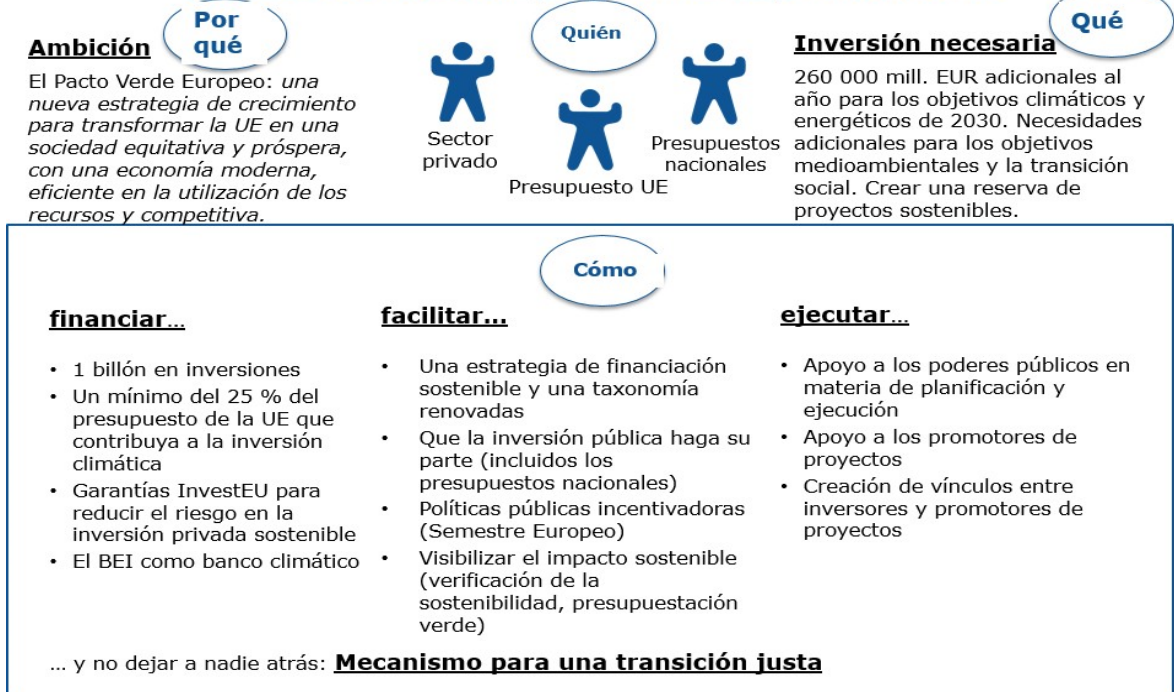 Por
qué
Ambición
El Pacto Verde Europeo: una
nueva estrategia de crecimiento
para transformar la UE en una
sociedad equitativa y próspera,
con una economía moderna,
eficiente en la utilización de los
recursos y competitiva.
Quién
Sector
privado
Presupuesto UE
Presupuestos
nacionales
Qué
Inversión necesaria
260 000 mill. EUR adicionales al
año para los objetivos climáticos y
energéticos de 2030. Necesidades
adicionales para los objetivos
medioambientales y la transición
social. Crear una reserva de
proyectos sostenibles.
Cómo
financiar...
• 1 billón en inversiones
• Un mínimo del 25 % del
presupuesto de la UE que
contribuya a la inversión
climática
• Garantías InvestEU para
reducir el riesgo en la
inversión privada sostenible
• El BEI como banco climático
facilitar...
• Una estrategia de financiación
sostenible y una taxonomía
renovadas
• Que la inversión pública haga su
parte (incluidos los
presupuestos nacionales)
• Políticas públicas incentivadoras
(Semestre Europeo)
• Visibilizar el impacto sostenible
(verificación de la
sostenibilidad, presupuestación
verde)
ejecutar...
• Apoyo a los poderes públicos en
materia de planificación y
ejecución
• Apoyo a los promotores de
proyectos
• Creación de vínculos entre
inversores y promotores de
proyectos
... y no dejar a nadie atrás: Mecanismo para una transición justa